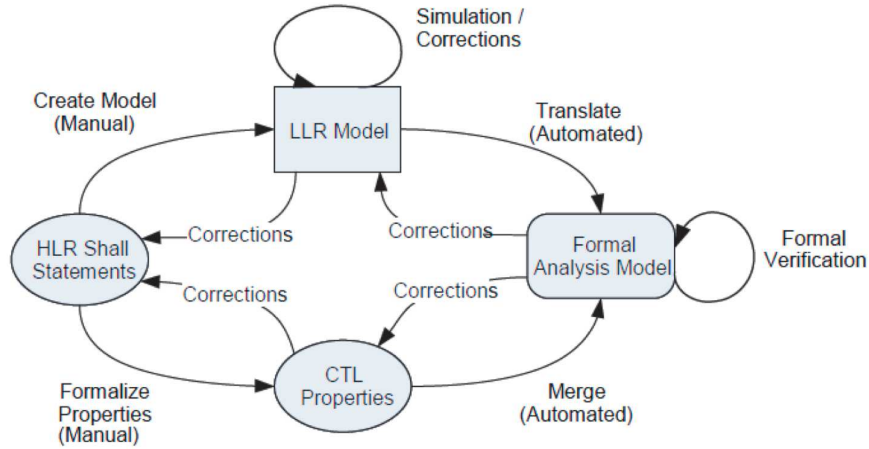 Simulation /
Corrections
Create Model
(Manual)
LLR Model
Translate
(Automated)
Corrections
Corrections
HLR Shall
Statements
Formal
Analysis Model
Formal
Verification
Corrections
Corrections
CTL
Properties
Formalize
Properties
(Manual)
Merge
(Automated)